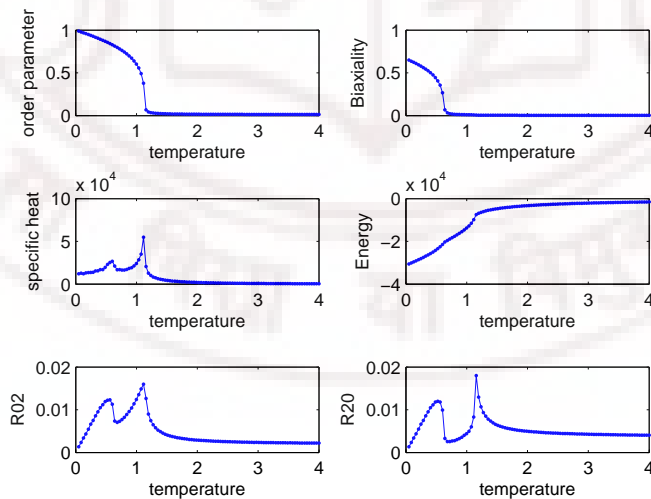 order parameter
1
0.5
0
0 1 2 3 4
temperature
Biaxiality
1
0.5
0
0 1 2 3 4
temperature
specific heat
x 10^4
10
5
0
0 1 2 3 4
temperature
Energy
x 10^4
0
−2
−4
0 1 2 3 4
temperature
R02
0.02
0.01
0
0 1 2 3 4
temperature
R20
0.02
0.01
0
0 1 2 3 4
temperature